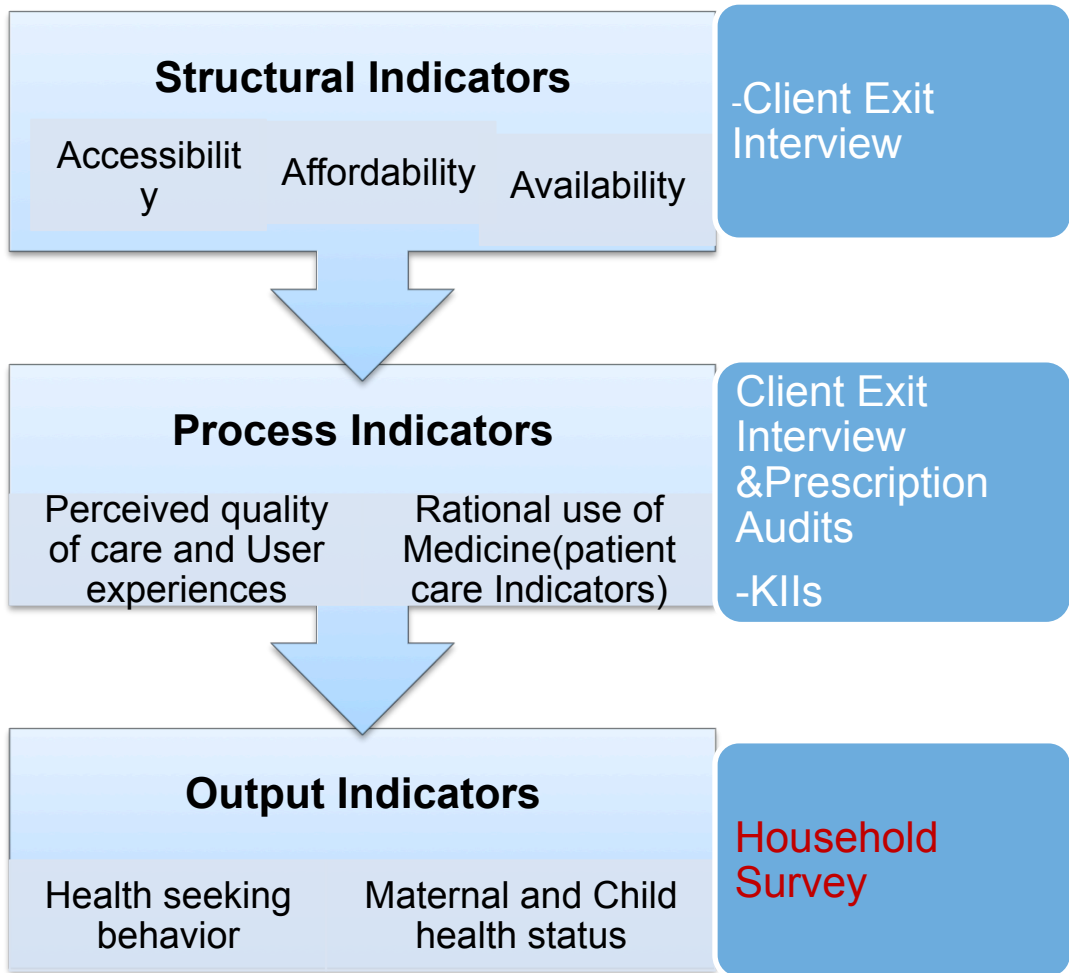 Structural Indicators
Accessibilit
y
Affordability
Availability
-Client Exit
Interview
Process Indicators
Perceived quality
of care and User
experiences
Rational use of
Medicine(patient
care Indicators)
Client Exit
Interview
&Prescription
Audits
-KIIs
Output Indicators
Health seeking
behavior
Maternal and Child
health status
Household
Survey